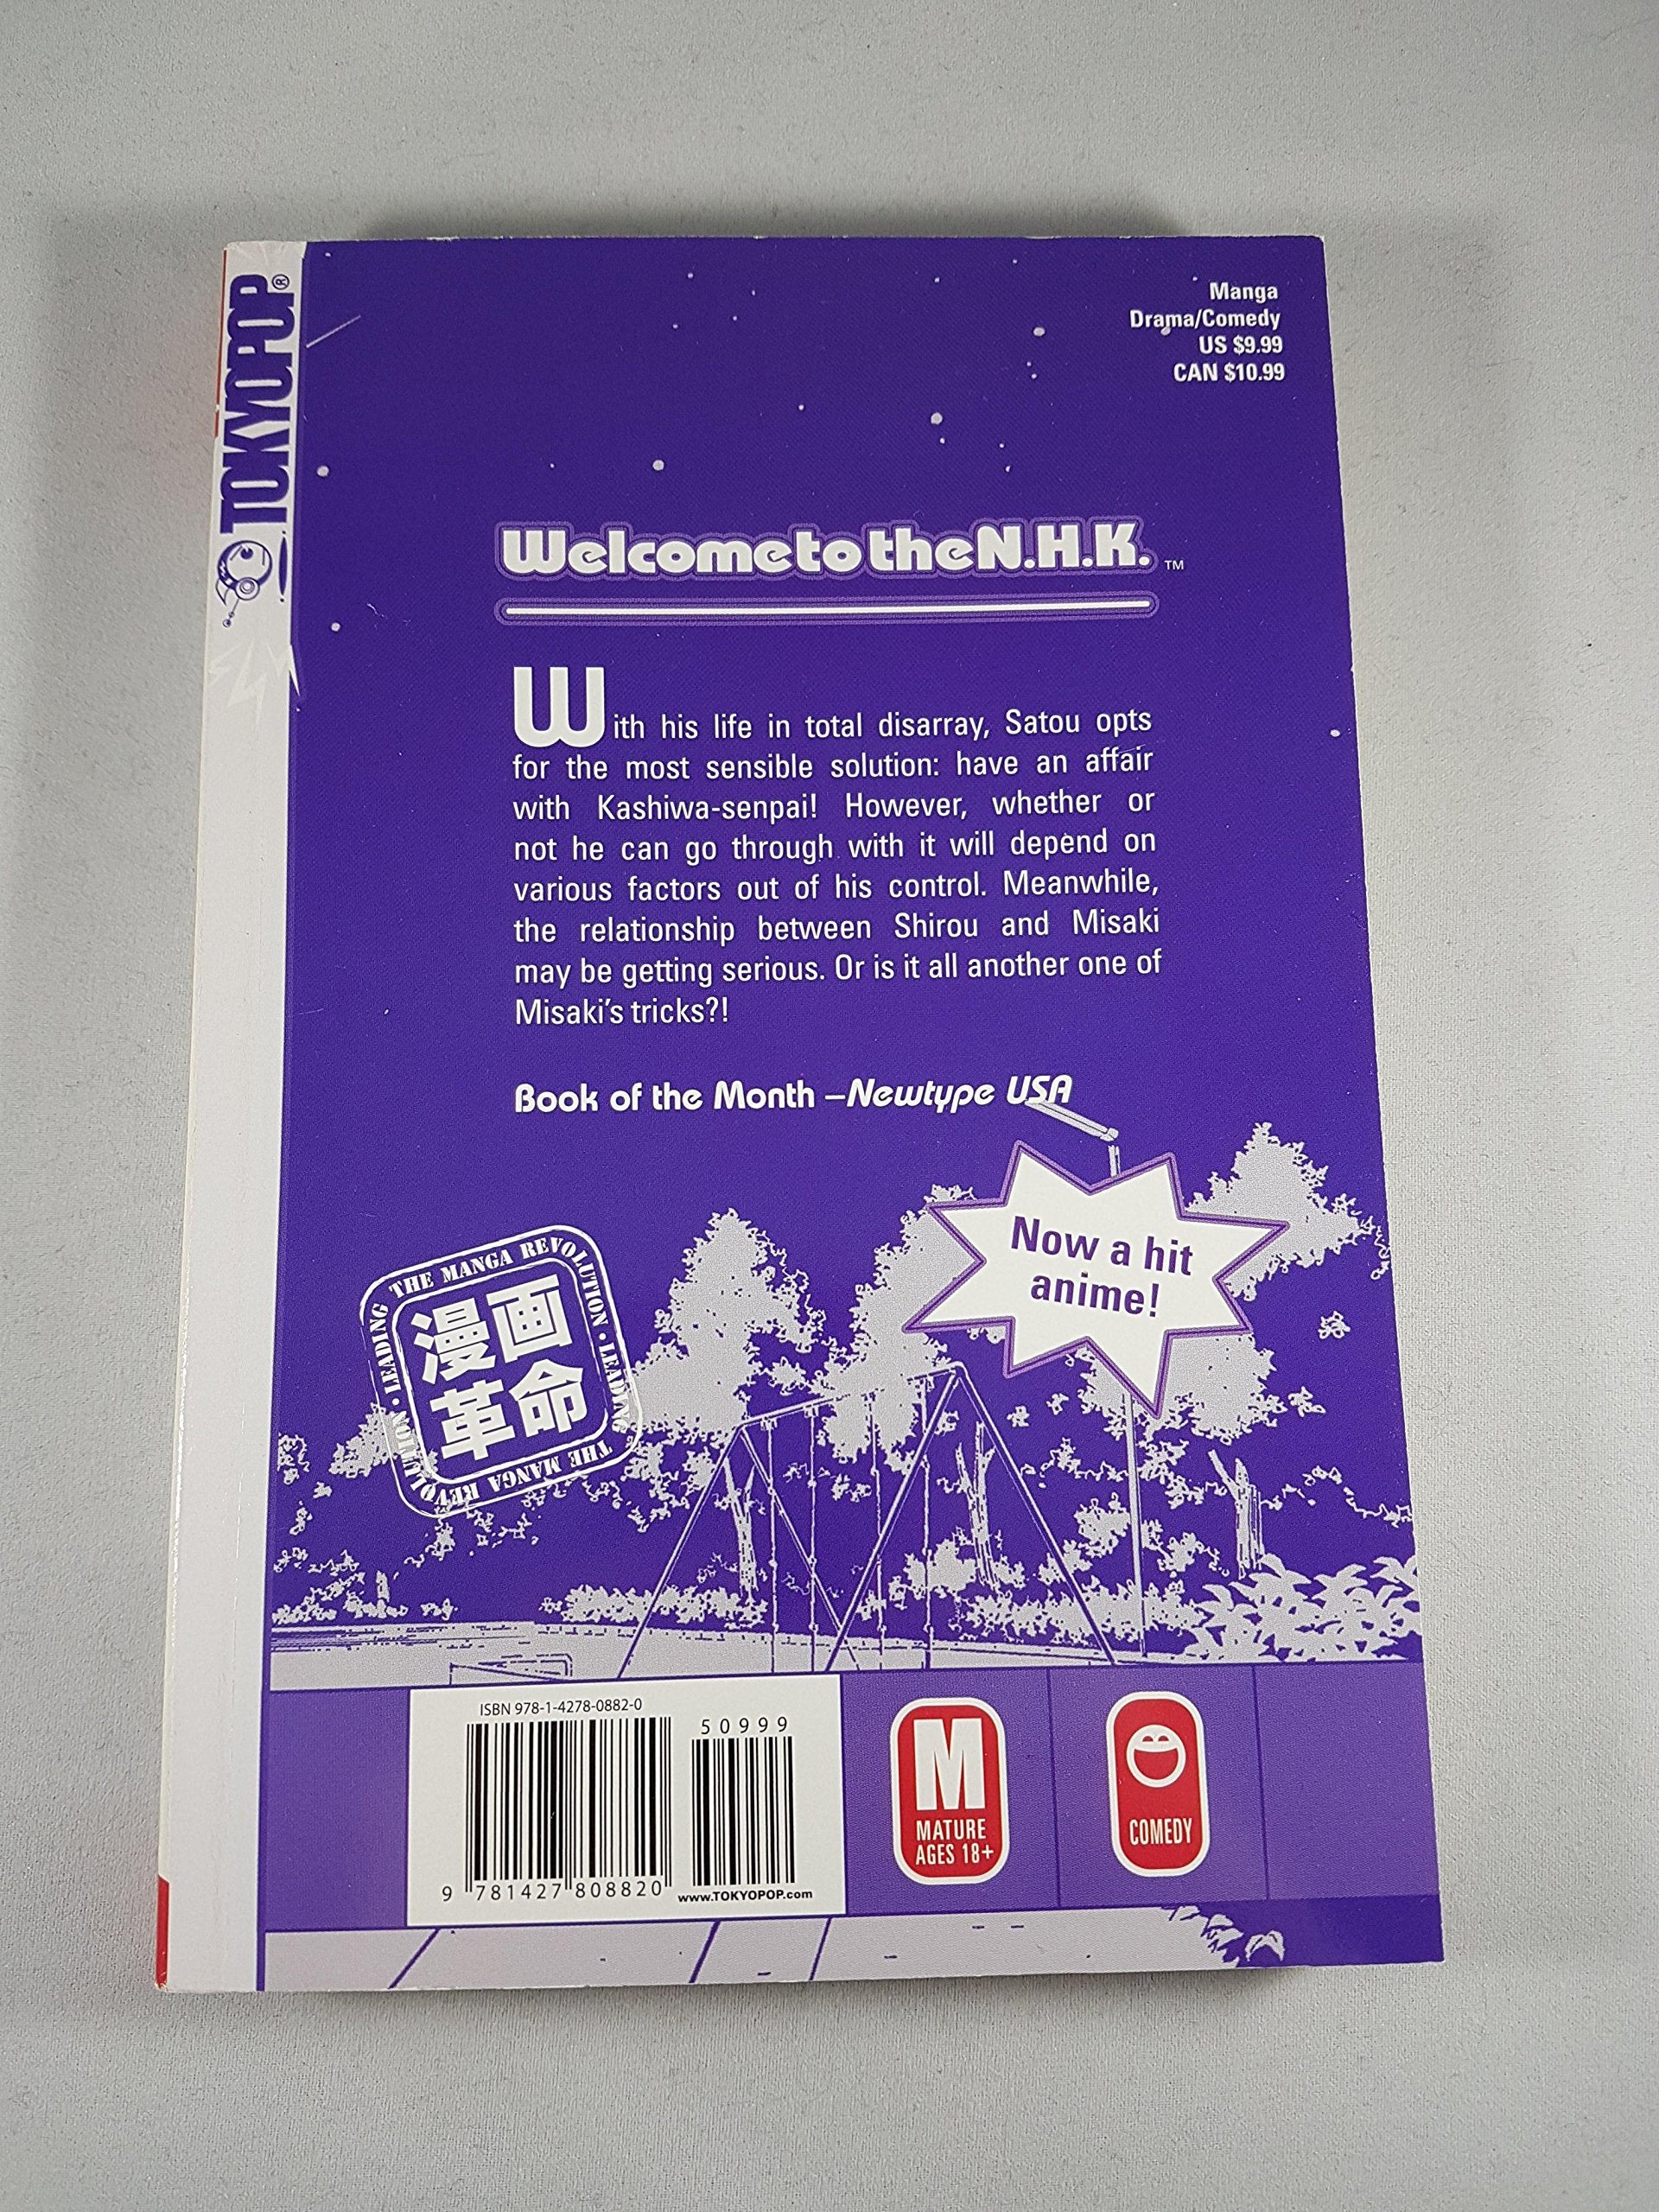 TOKYOPOP®
Manga
Drama/Comedy
US $9.99
CAN $10.99
Welcome to the N.H.K. ™
With his life in total disarray, Satou opts
for the most sensible solution: have an affair
with Kashiwa-senpai! However, whether or
not he can go through with it will depend on
various factors out of his control. Meanwhile,
the relationship between Shirou and Misaki
may be getting serious. Or is it all another one of
Misaki's tricks?!
Book of the Month –Newtype USA
Now a hit
anime!
LEADING THE MANGA REVOLUTION • LEADING THE MANGA REVOLUTION •
漫画
革命
ISBN 978-1-4278-0882-0
50999
9 781427 808820
www.TOKYOPOP.com
M
MATURE
AGES 18+
COMEDY